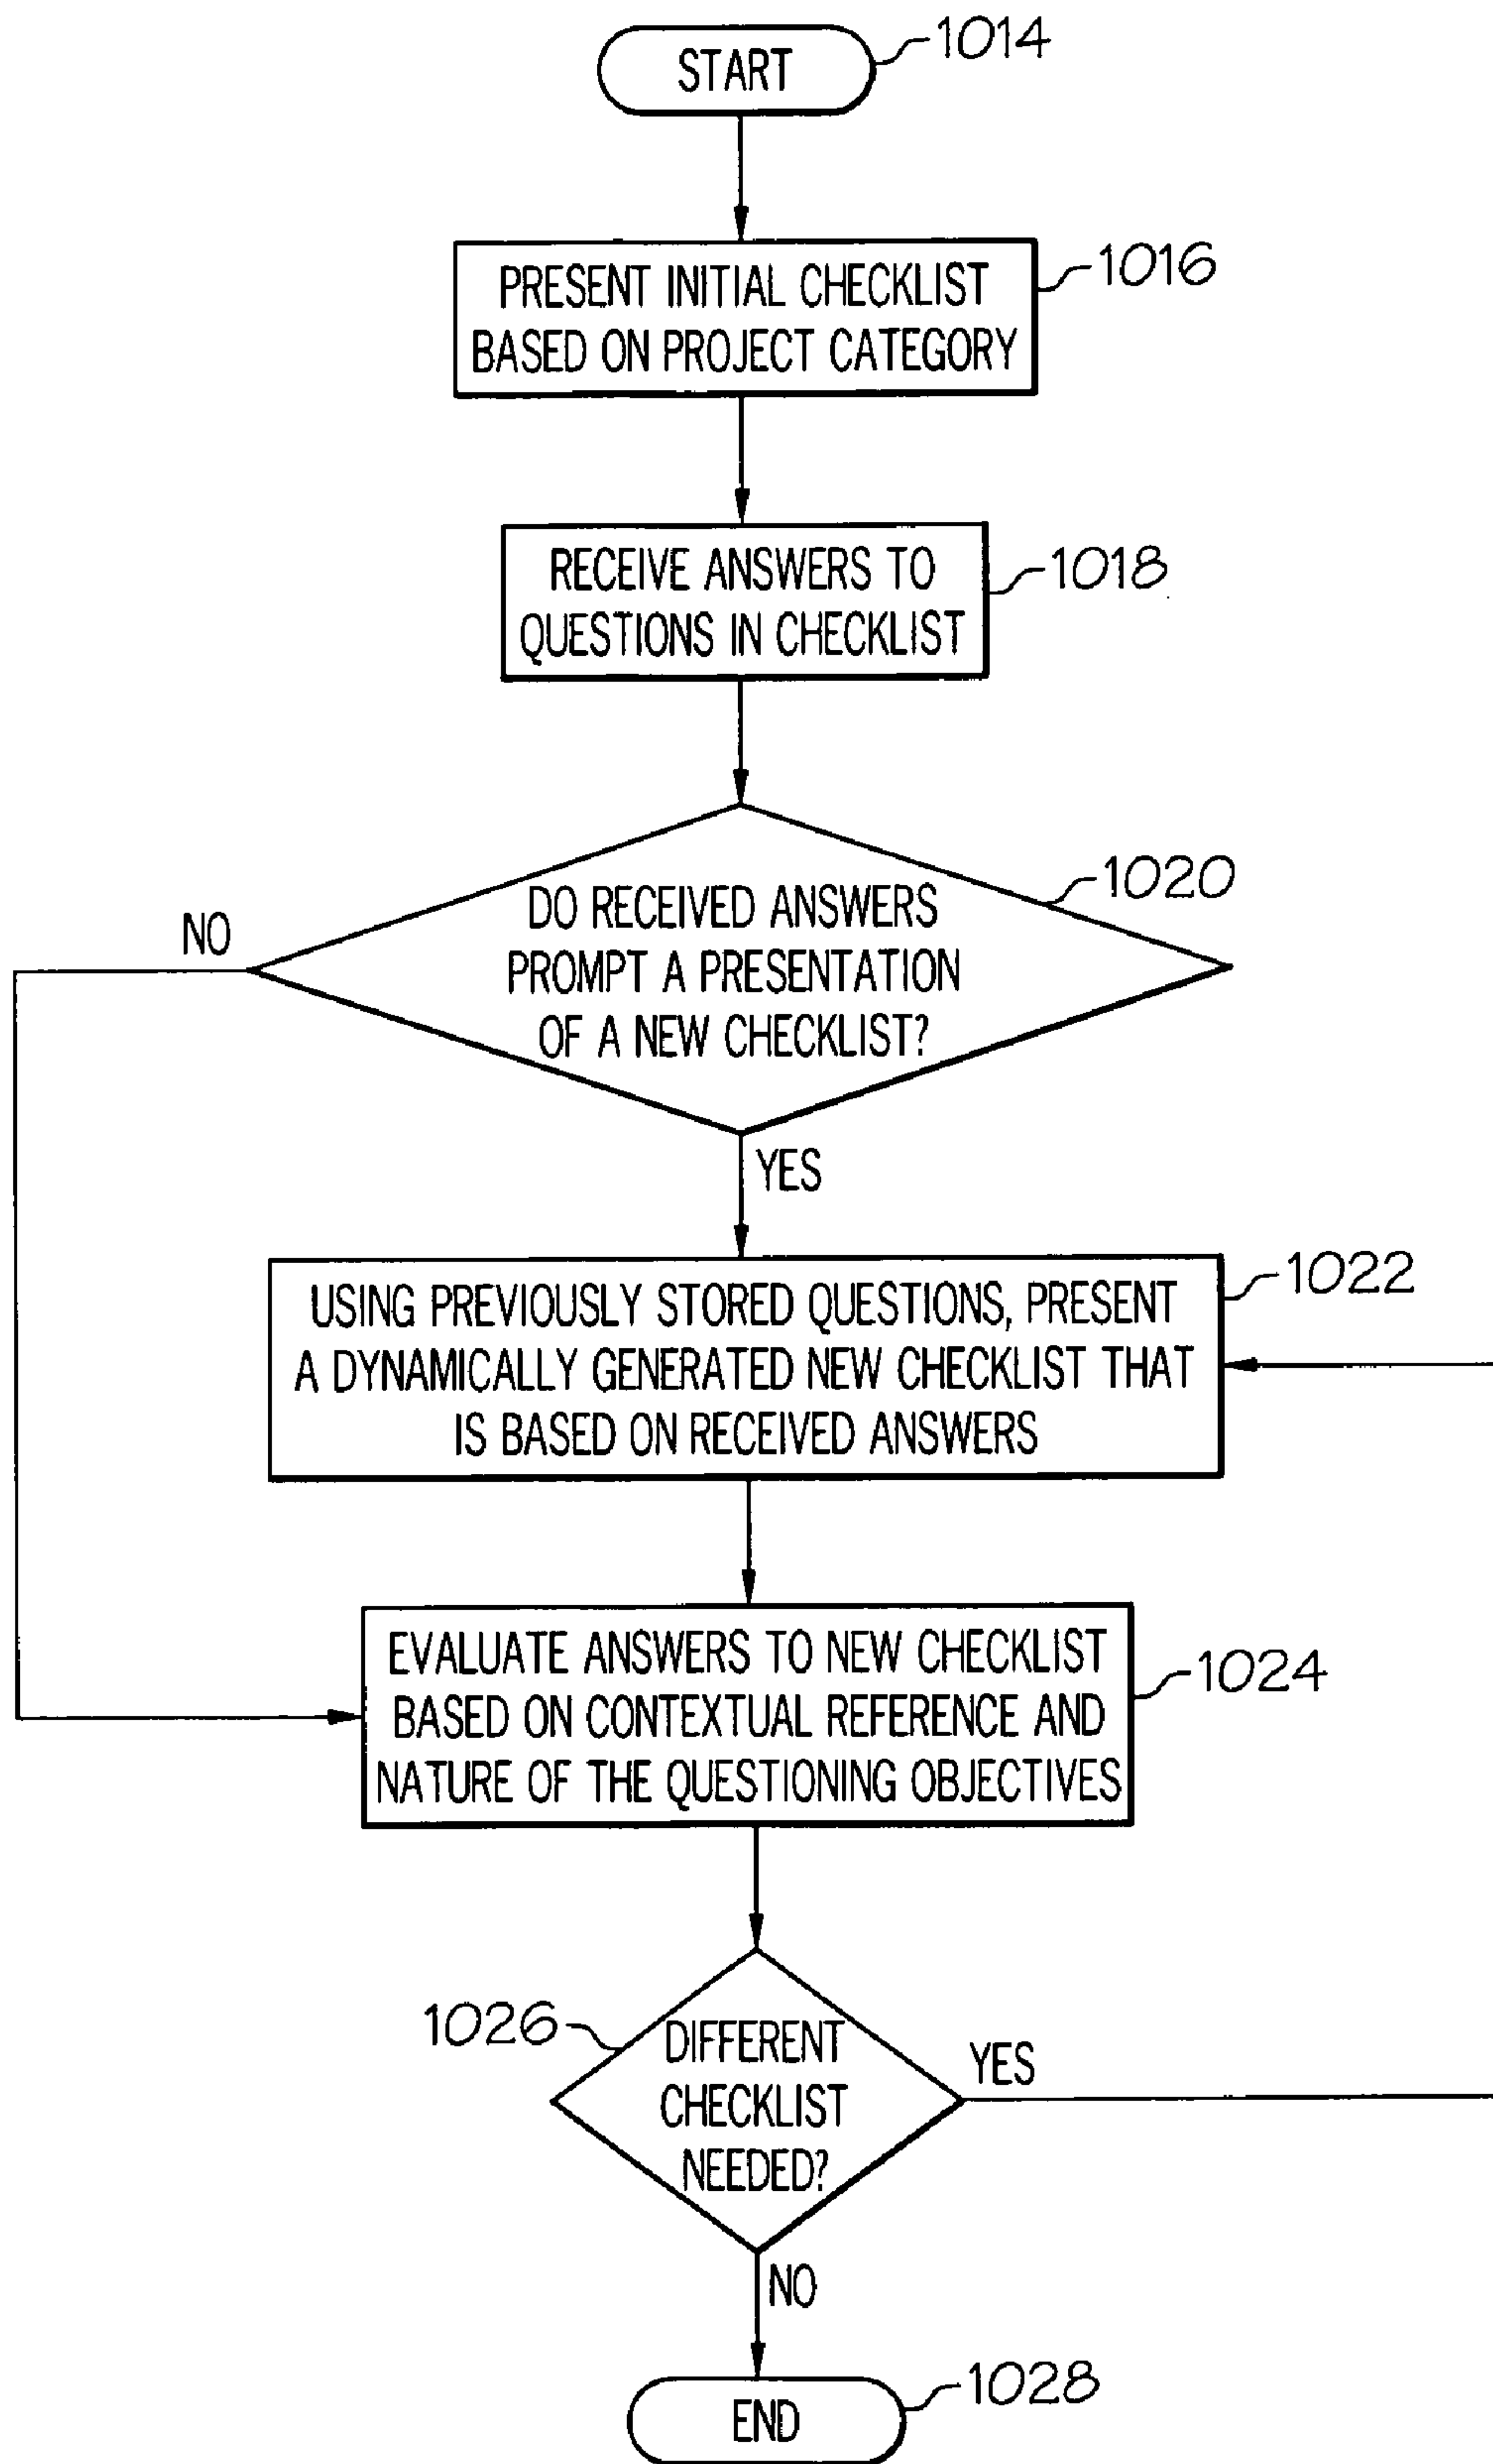 START
1014
PRESENT INITIAL CHECKLIST
BASED ON PROJECT CATEGORY
1016
RECEIVE ANSWERS TO
QUESTIONS IN CHECKLIST
1018
DO RECEIVED ANSWERS
PROMPT A PRESENTATION
OF A NEW CHECKLIST?
1020
NO
YES
USING PREVIOUSLY STORED QUESTIONS, PRESENT
A DYNAMICALLY GENERATED NEW CHECKLIST THAT
IS BASED ON RECEIVED ANSWERS
1022
EVALUATE ANSWERS TO NEW CHECKLIST
BASED ON CONTEXTUAL REFERENCE AND
NATURE OF THE QUESTIONING OBJECTIVES
1024
1026
DIFFERENT
CHECKLIST
NEEDED?
YES
NO
END
1028